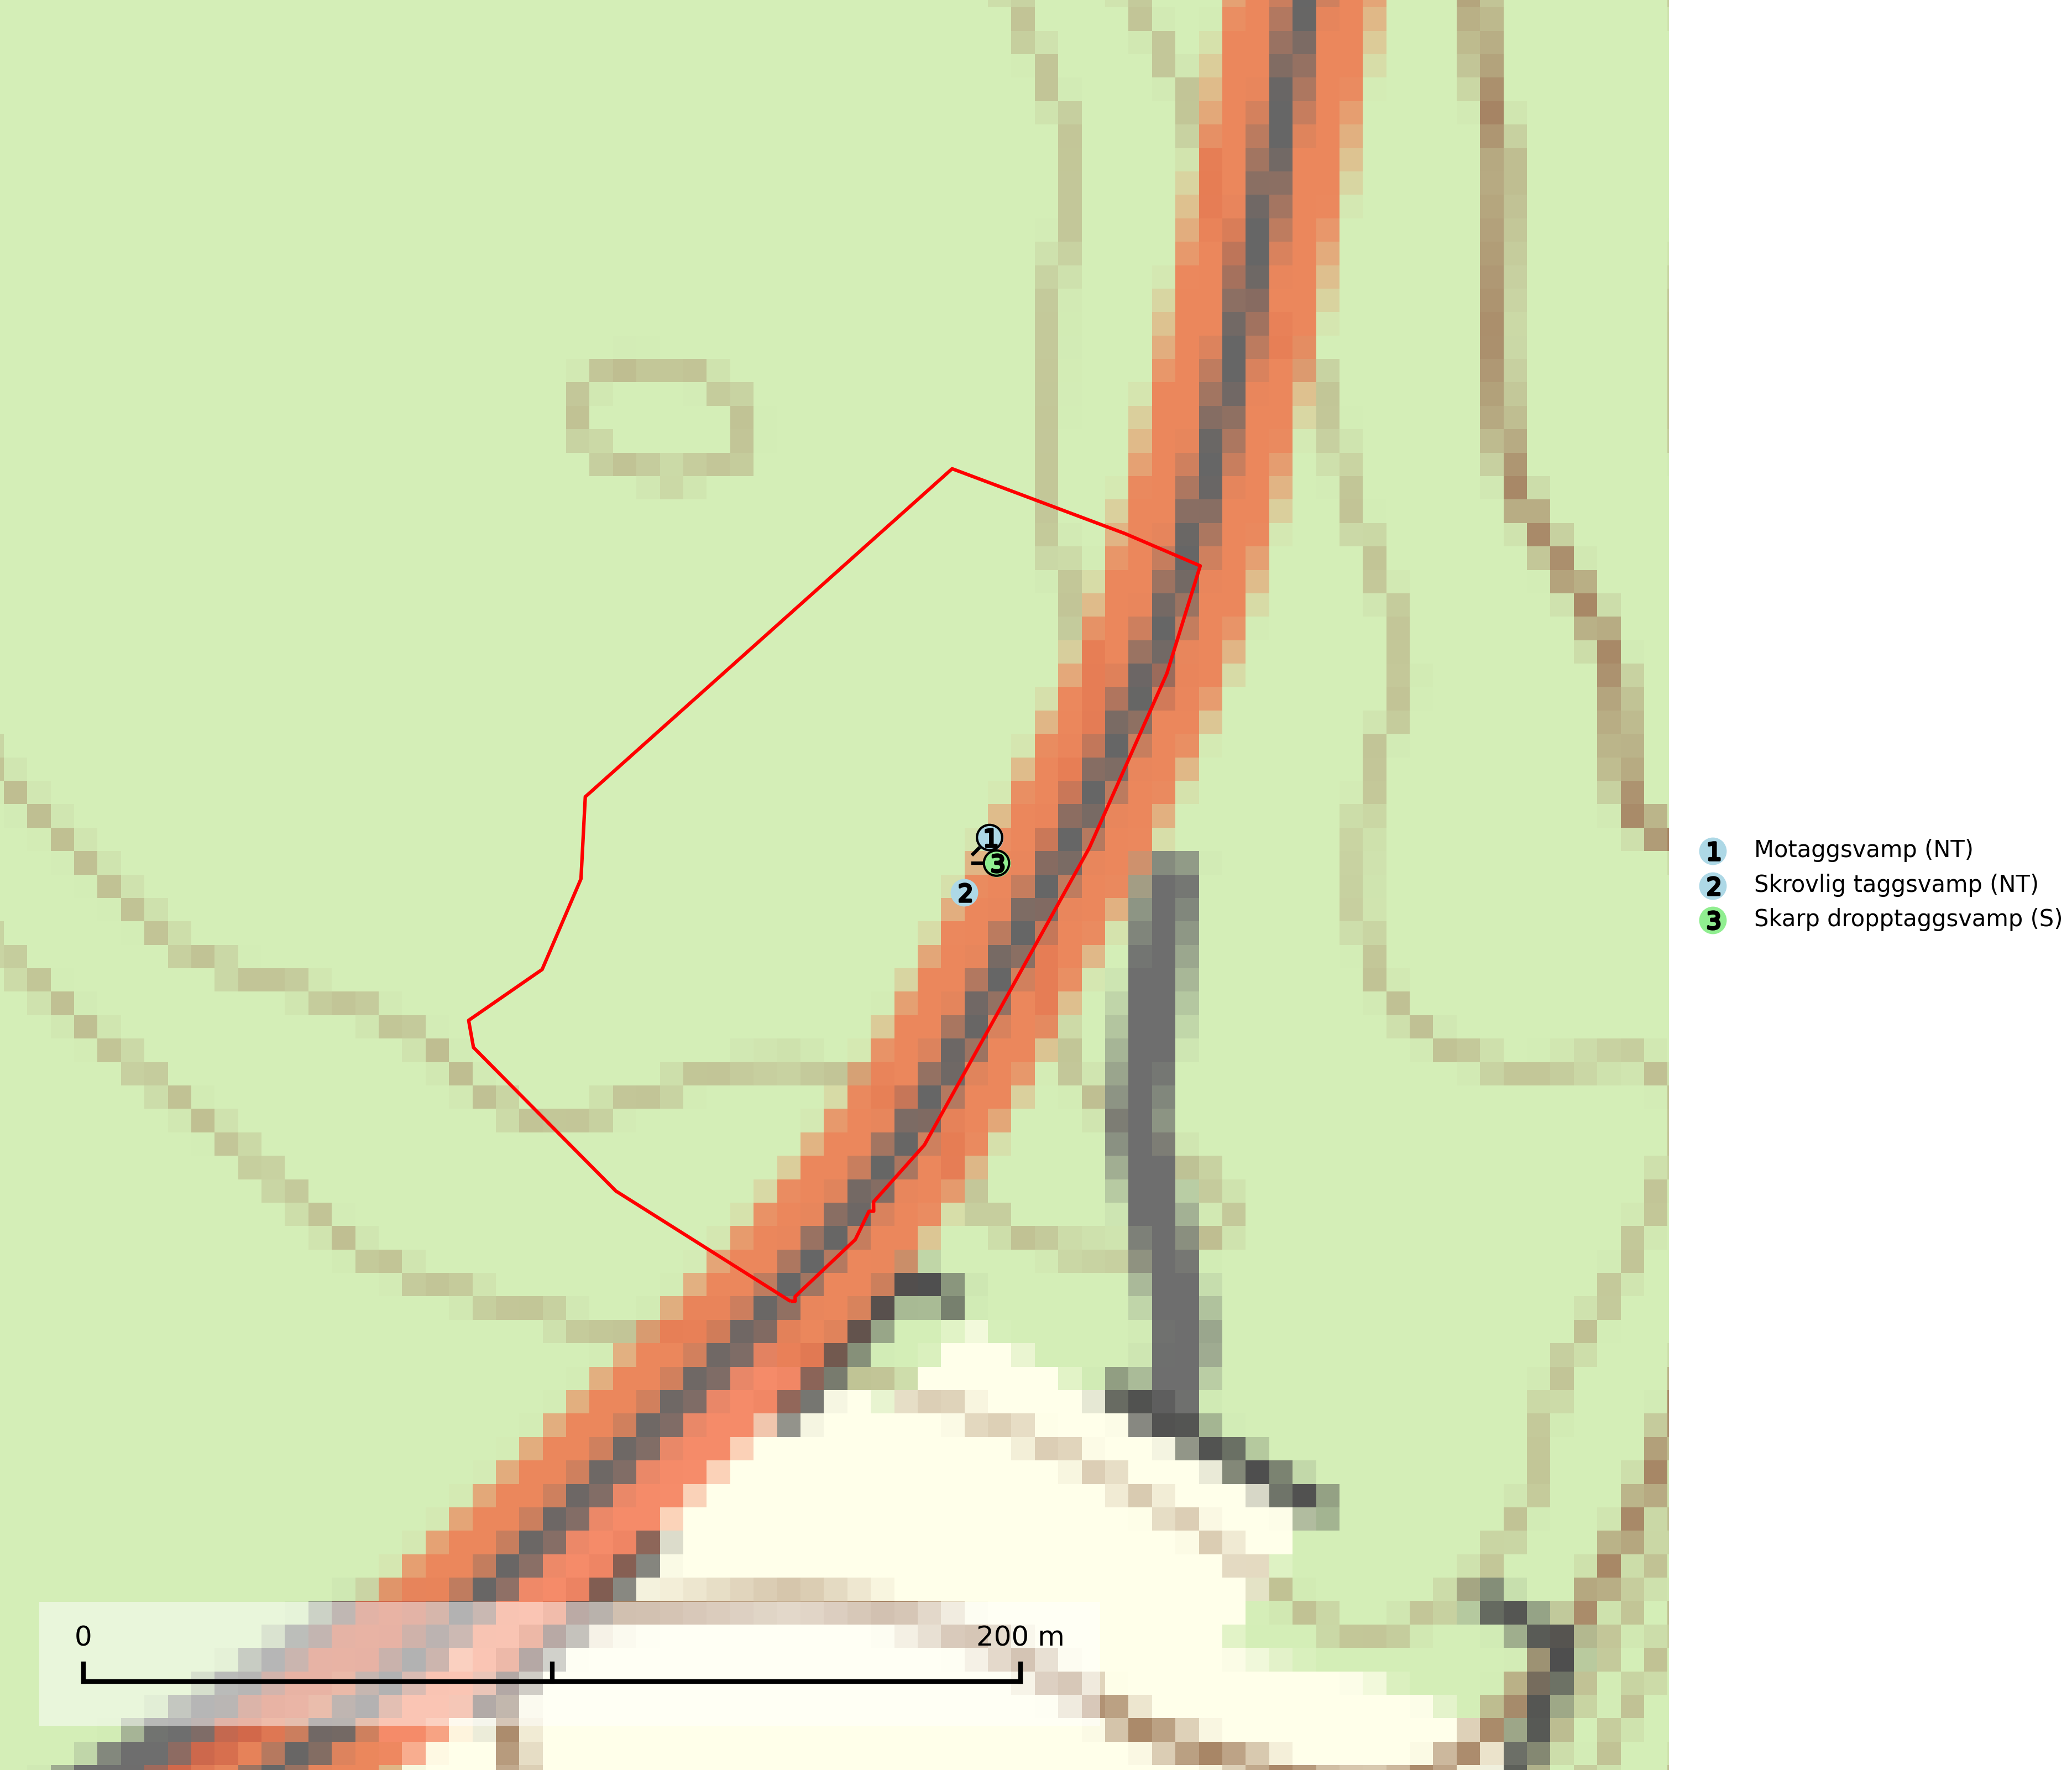 1
3
2
1 Motaggsvamp (NT)
2 Skrovlig taggsvamp (NT)
3 Skarp dropptaggsvamp (S)
0 200 m